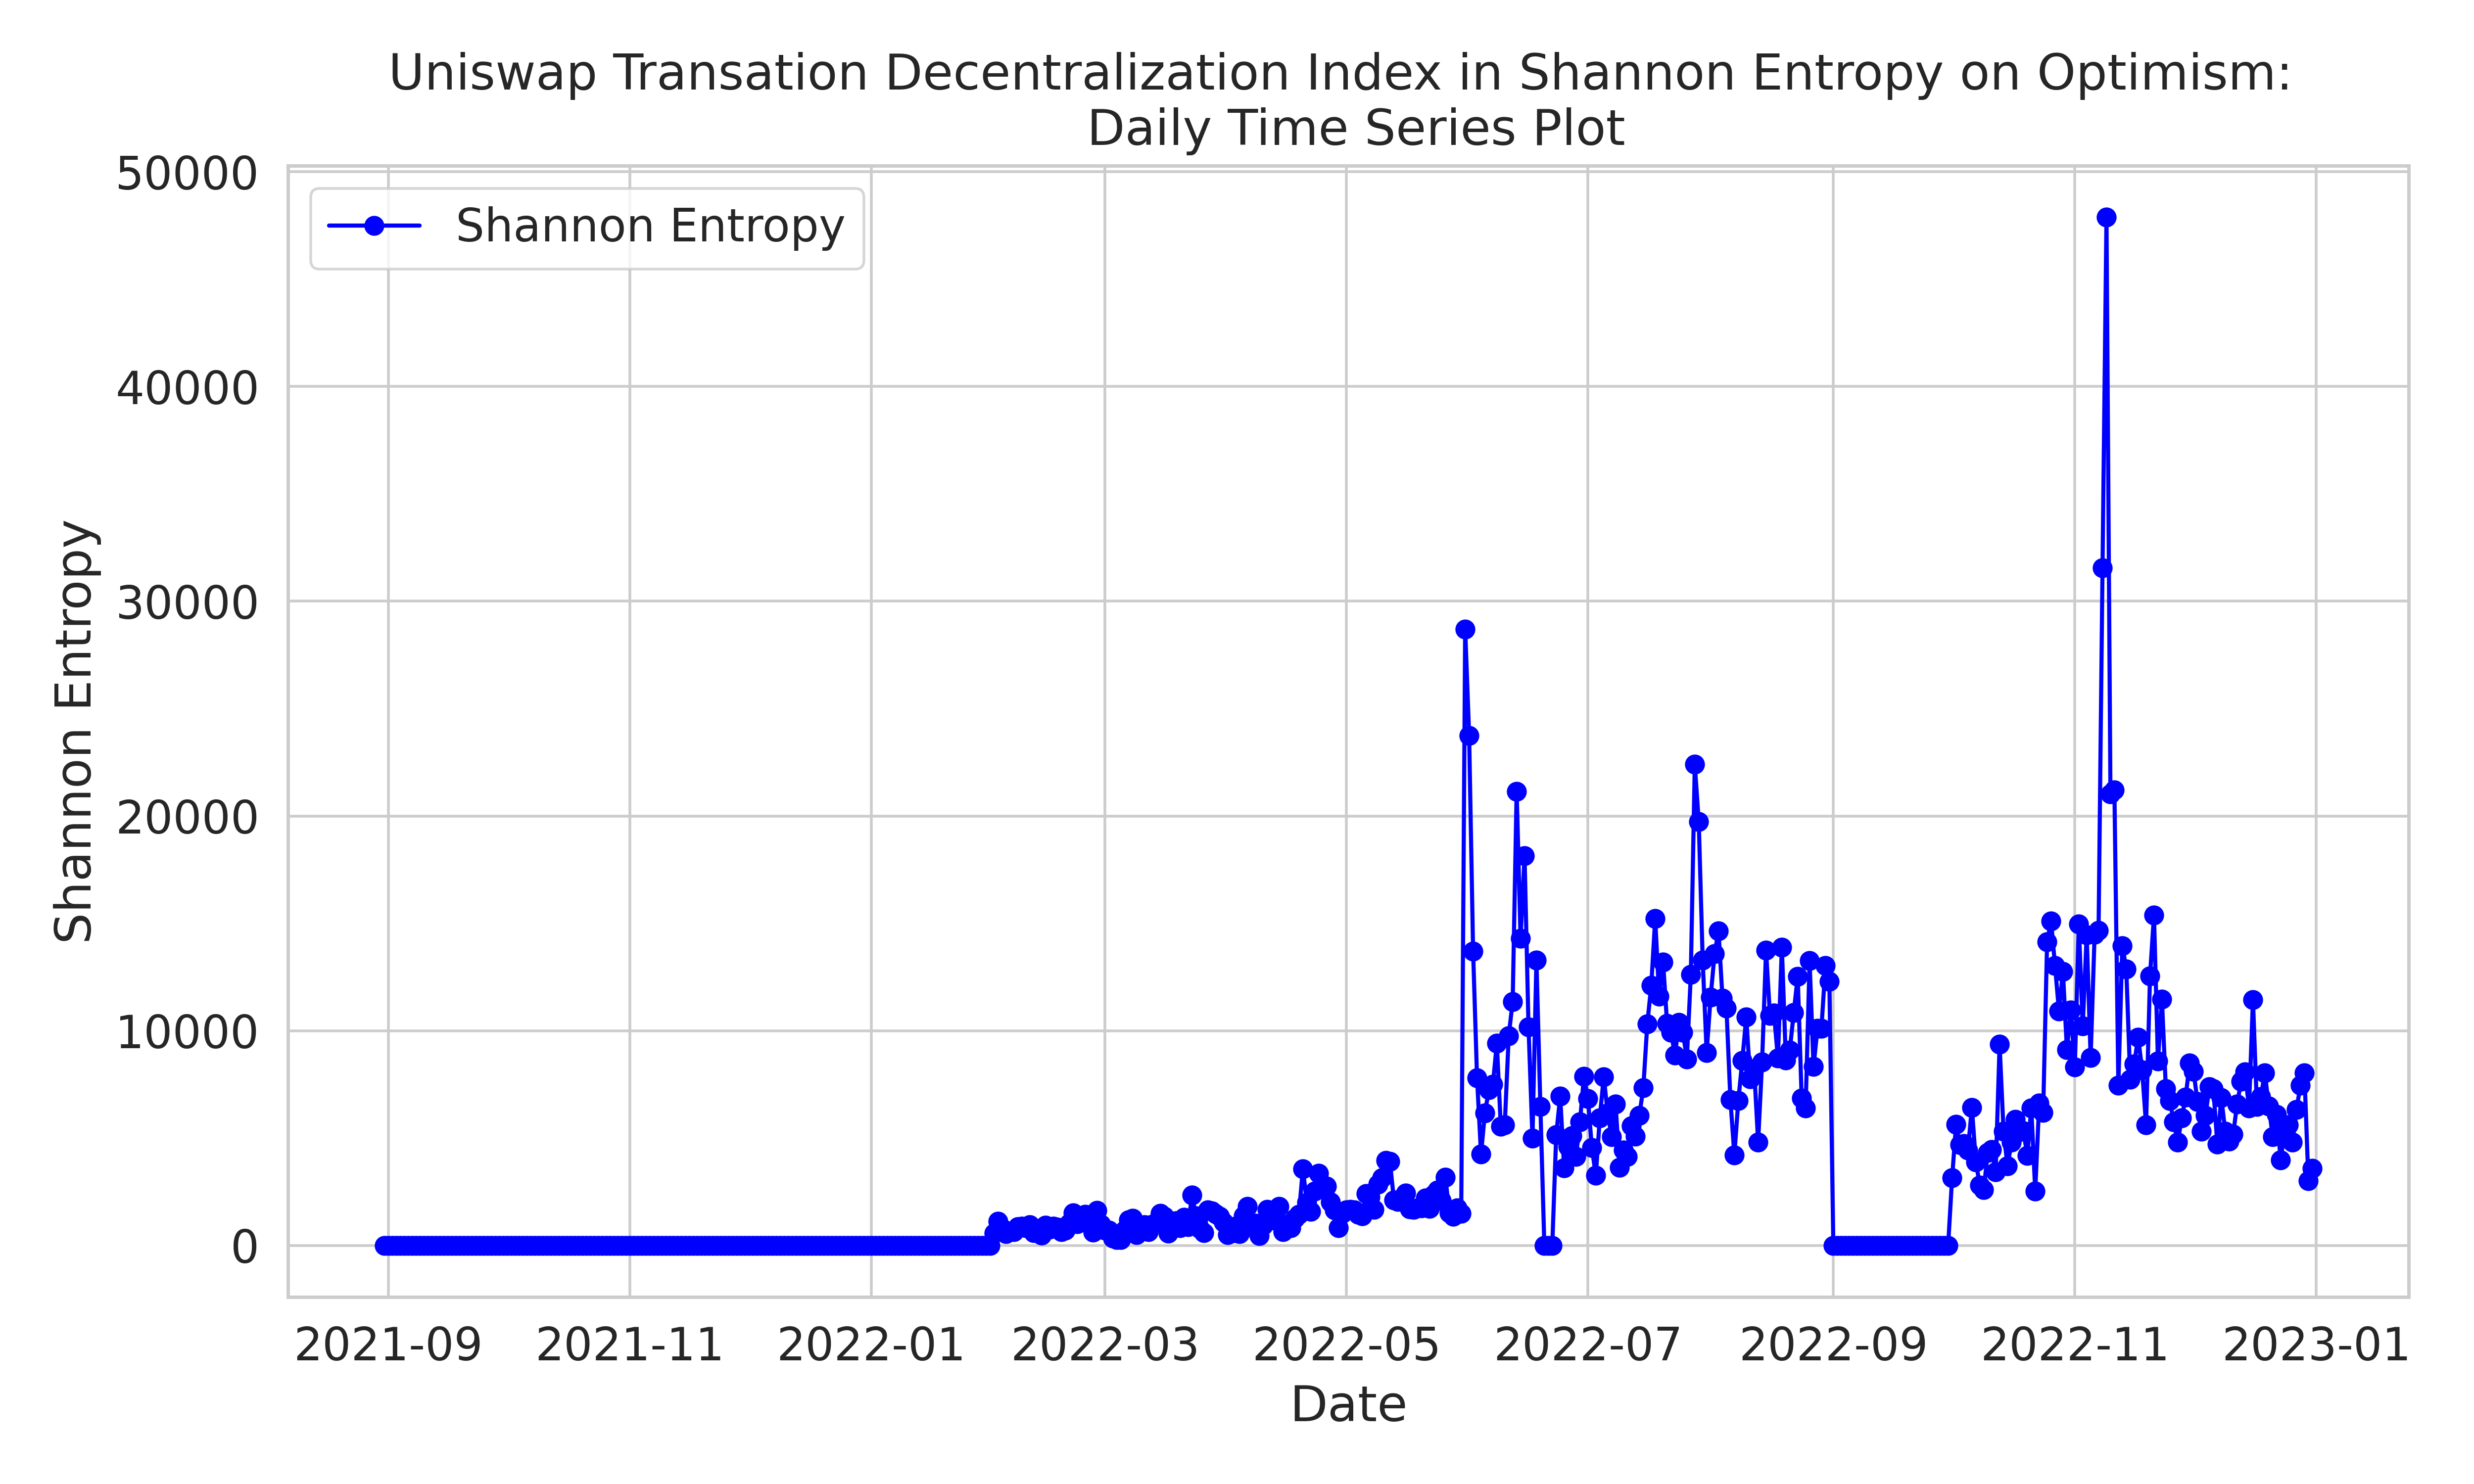 Uniswap Transation Decentralization Index in Shannon Entropy on Optimism:
Daily Time Series Plot
50000
Shannon Entropy
40000
30000
20000
10000
0
Shannon Entropy
2021-09 2021-11 2022-01 2022-03 2022-05 2022-07 2022-09 2022-11 2023-01
Date